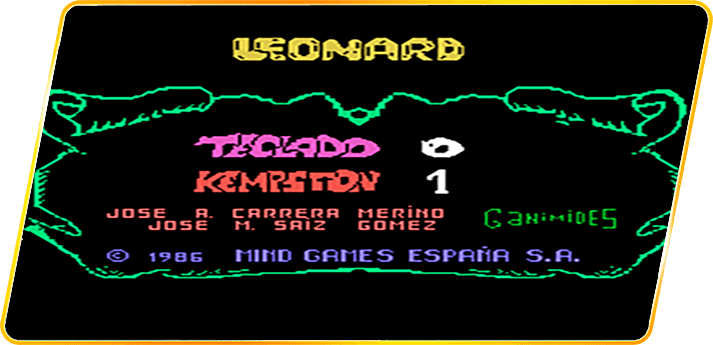 LEONARD
TECLADO 0
KEMPSTON 1
JOSE A. CARRERA MERINO
JOSE M. SAIZ GOMEZ
GANIMIDES
© 1986 MIND GAMES ESPAÑA S.A.